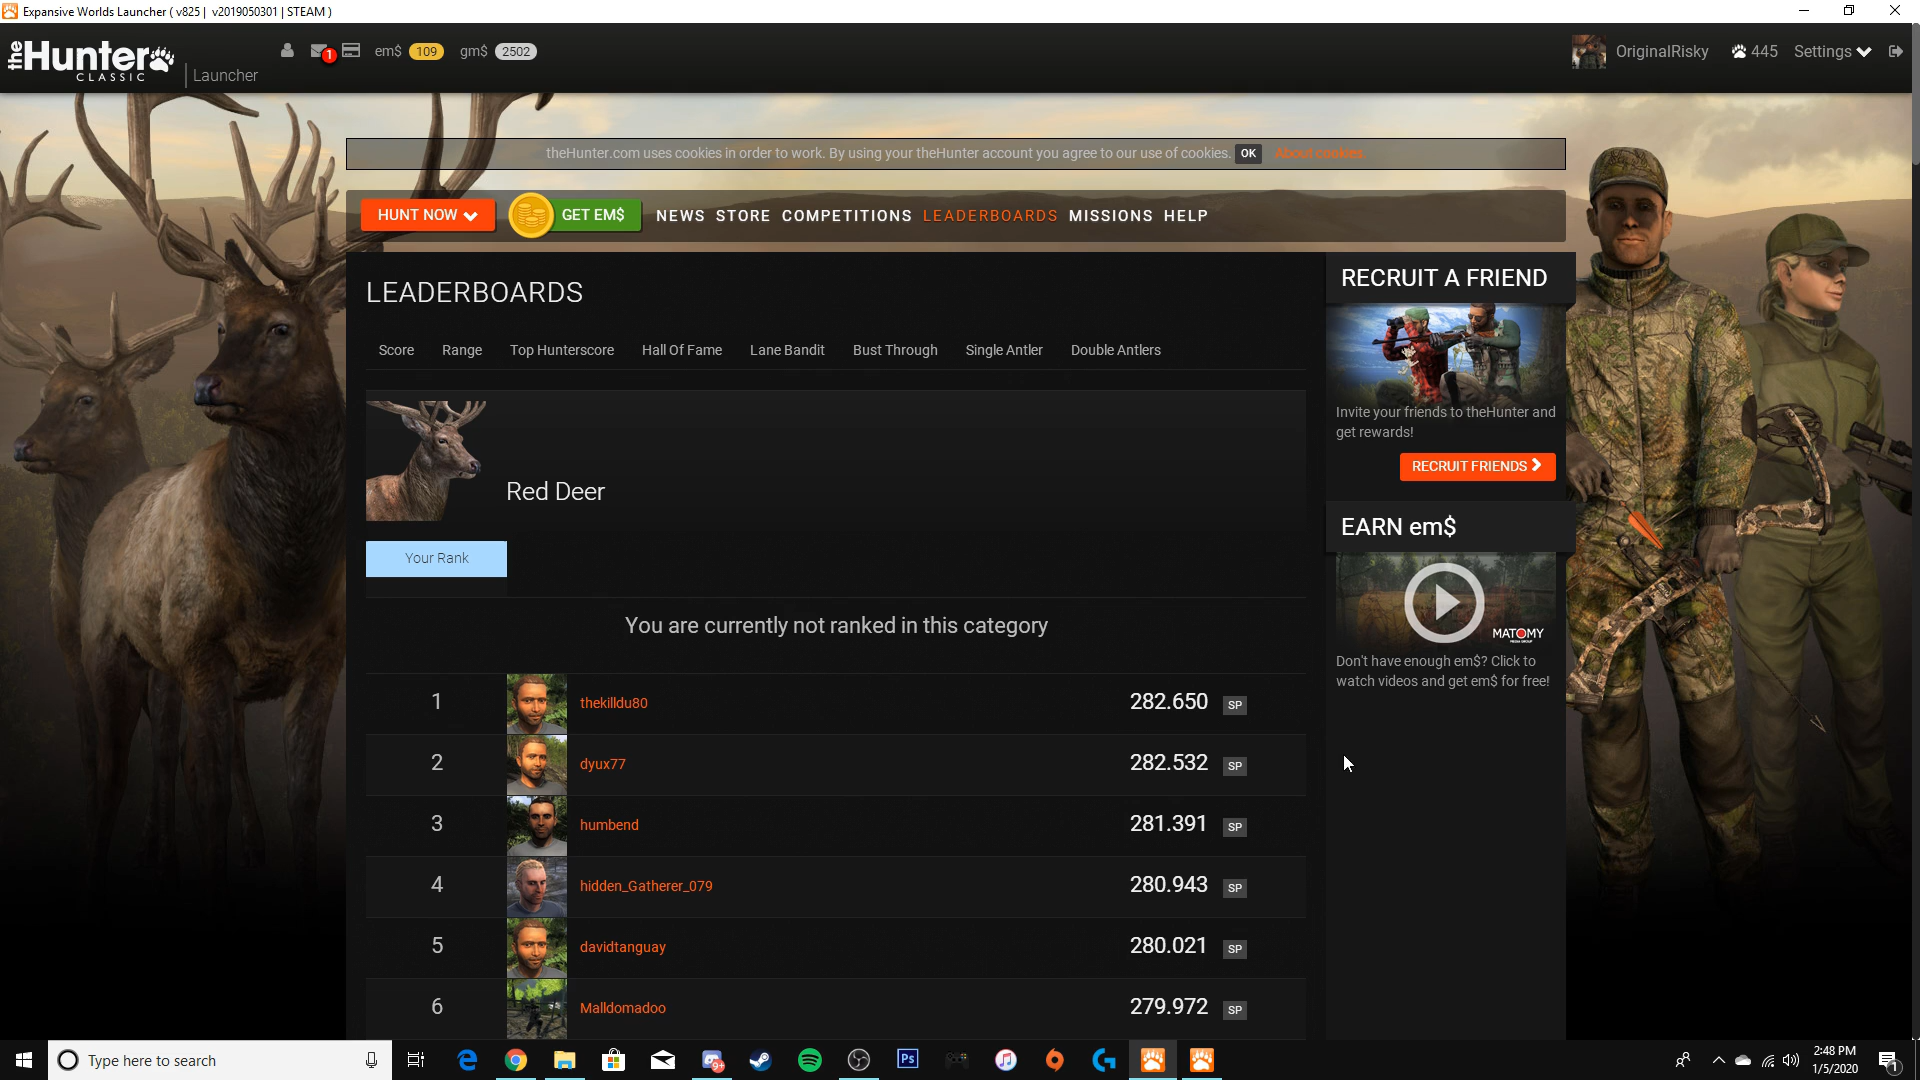 Expansive Worlds Launcher ( v825 | v2019050301 | STEAM )
theHunter CLASSIC
Launcher
1
em$ 109
gm$ 2502
OriginalRisky
445
Settings
theHunter.com uses cookies in order to work. By using your theHunter account you agree to our use of cookies. OK About cookies
HUNT NOW
GET EM$
NEWS STORE COMPETITIONS LEADERBOARDS MISSIONS HELP
LEADERBOARDS
Score Range Top Hunterscore Hall Of Fame Lane Bandit Bust Through Single Antler Double Antlers
Red Deer
Your Rank
You are currently not ranked in this category
1 thekilldu80 282.650 SP
2 dyux77 282.532 SP
3 humbend 281.391 SP
4 hidden_Gatherer_079 280.943 SP
5 davidtanguay 280.021 SP
6 Malldomadoo 279.972 SP
RECRUIT A FRIEND
Invite your friends to theHunter and
get rewards!
RECRUIT FRIENDS
EARN em$
MATOMY
Don't have enough em$? Click to
watch videos and get em$ for free!
Type here to search
9+
Ps
2:48 PM
1/5/2020
1